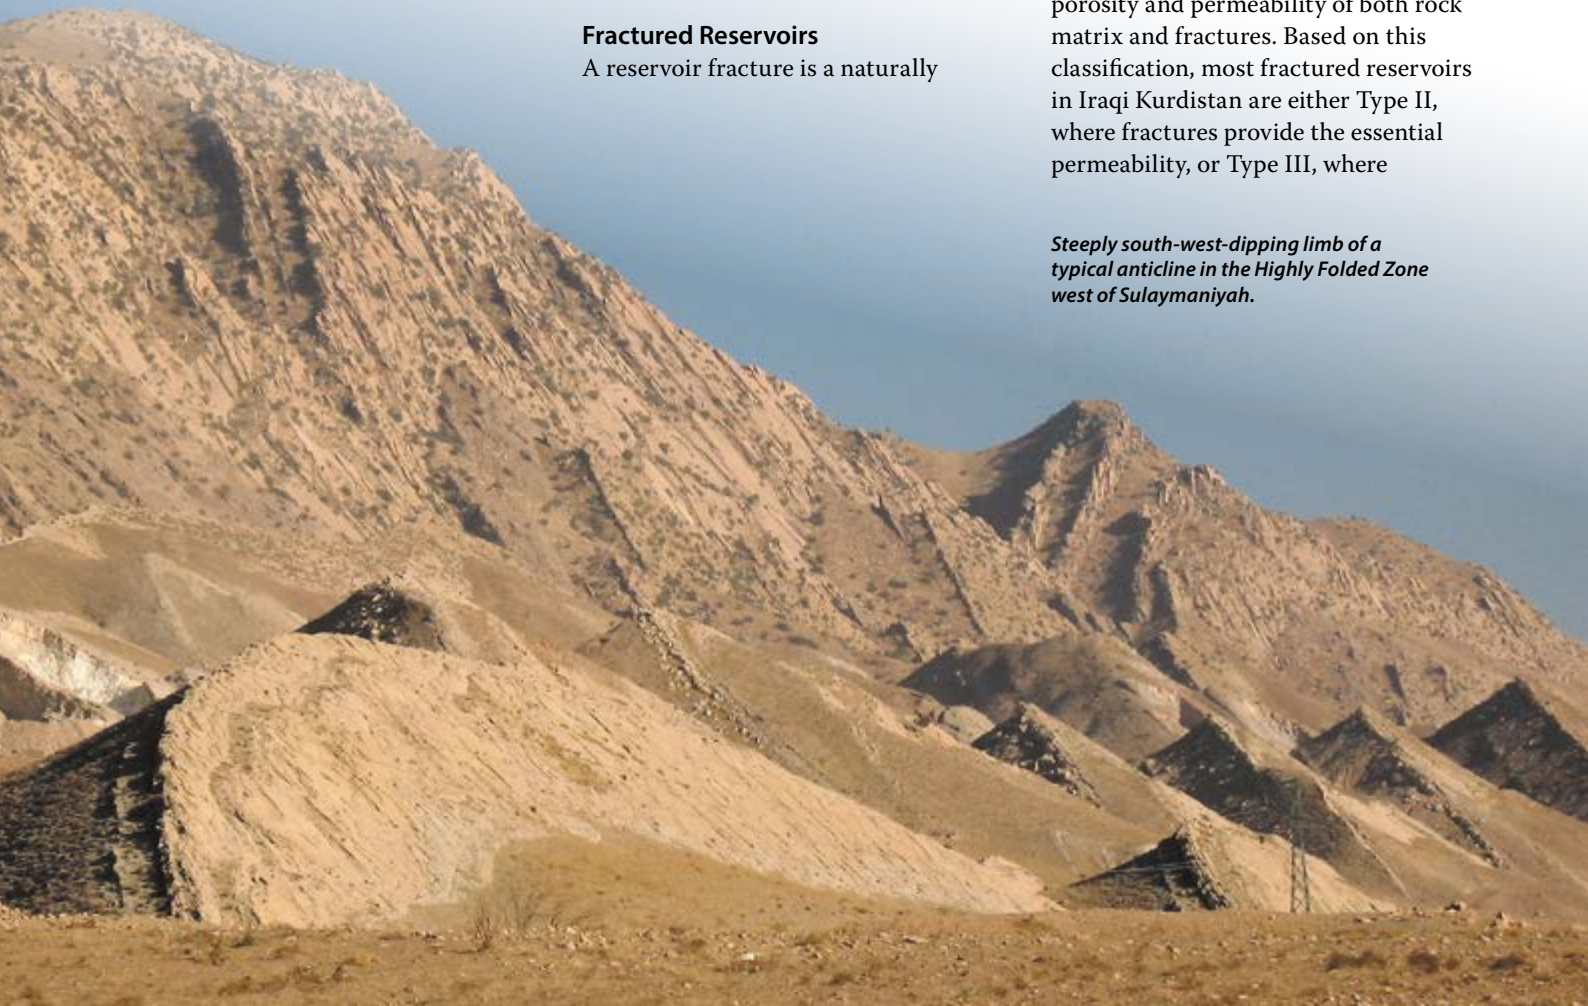 Fractured Reservoirs
A reservoir fracture is a naturally
porosity and permeability of both rock
matrix and fractures. Based on this
classification, most fractured reservoirs
in Iraqi Kurdistan are either Type II,
where fractures provide the essential
permeability, or Type III, where
Steeply south-west-dipping limb of a
typical anticline in the Highly Folded Zone
west of Sulaymaniyah.